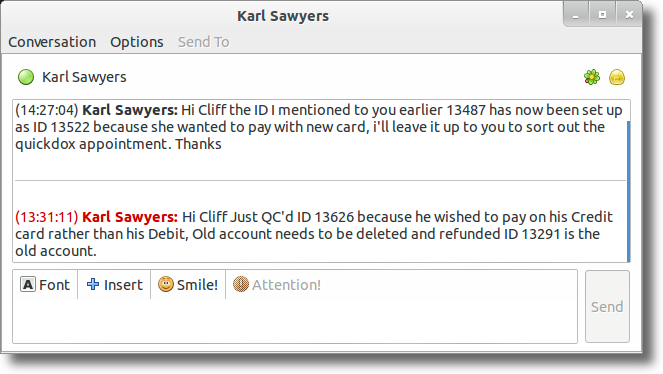 Karl Sawyers
Conversation Options Send To
Karl Sawyers
(14:27:04) Karl Sawyers: Hi Cliff the ID I mentioned to you earlier 13487 has now been set up
as ID 13522 because she wanted to pay with new card, i'll leave it up to you to sort out the
quickdox appointment. Thanks
(13:31:11) Karl Sawyers: Hi Cliff Just QC'd ID 13626 because he wished to pay on his Credit
card rather than his Debit, Old account needs to be deleted and refunded ID 13291 is the
old account.
A Font Insert Smile! Attention!
Send